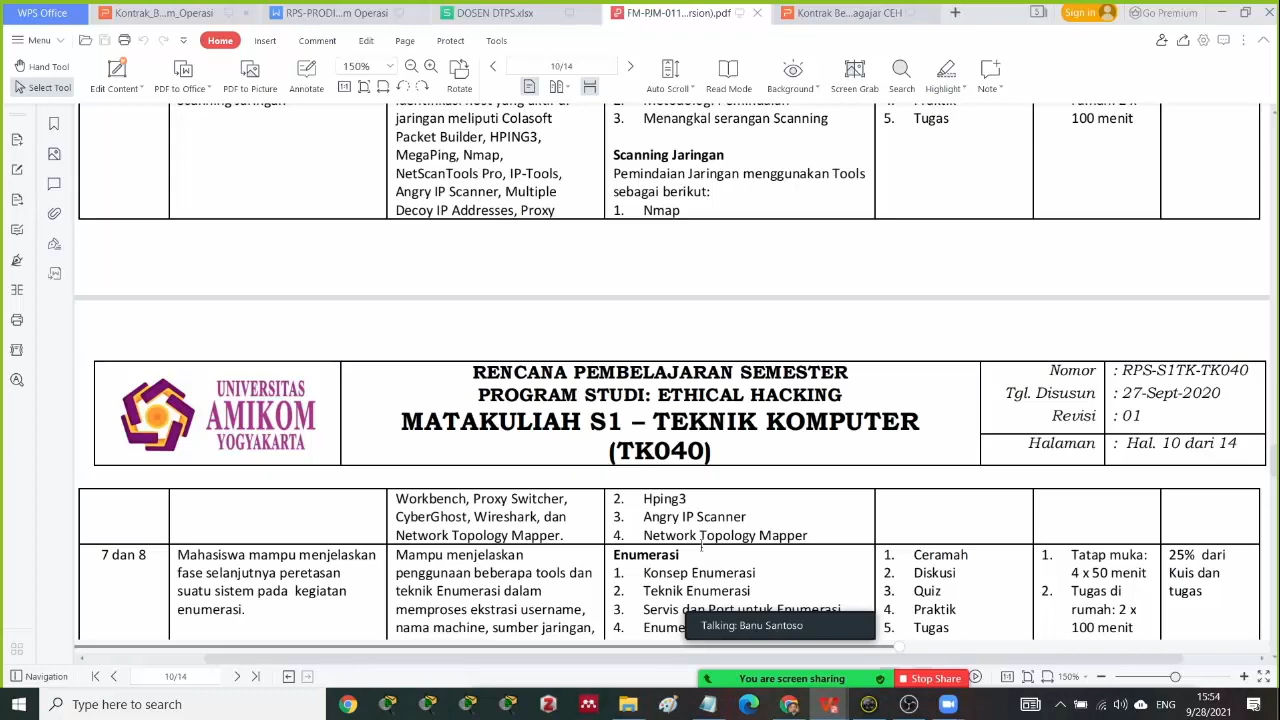 WPS Office
Kontrak_B...m_Operasi
RPS-PRODI...m Operasi
DOSEN DTPS.xlsx
FM-PJM-011...rsion).pdf
Kontrak Be...agajar CEH
Sign in
Go Premium
Menu
Home
Insert
Comment
Edit
Page
Protect
Tools
Hand Tool
Select Tool
Edit Content
PDF to Office
PDF to Picture
Annotate
150%
Rotate
10/14
Auto Scroll
Read Mode
Background
Screen Grab
Search
Highlight
Note
jaringan meliputi Colasoft
Packet Builder, HPING3,
MegaPing, Nmap,
NetScanTools Pro, IP-Tools,
Angry IP Scanner, Multiple
Decoy IP Addresses, Proxy
3. Menangkal serangan Scanning
Scanning Jaringan
Pemindaian Jaringan menggunakan Tools
sebagai berikut:
1. Nmap
5. Tugas
100 menit
UNIVERSITAS
AMIKOM
YOGYAKARTA
RENCANA PEMBELAJARAN SEMESTER
PROGRAM STUDI: ETHICAL HACKING
MATAKULIAH S1 – TEKNIK KOMPUTER
(TK040)
Nomor : RPS-S1TK-TK040
Tgl. Disusun : 27-Sept-2020
Revisi : 01
Halaman : Hal. 10 dari 14
Workbench, Proxy Switcher,
CyberGhost, Wireshark, dan
Network Topology Mapper.
2. Hping3
3. Angry IP Scanner
4. Network Topology Mapper
7 dan 8
Mahasiswa mampu menjelaskan
fase selanjutnya peretasan
suatu sistem pada kegiatan
enumerasi.
Mampu menjelaskan
penggunaan beberapa tools dan
teknik Enumerasi dalam
memproses ekstrasi username,
nama machine, sumber jaringan,
Enumerasi
1. Konsep Enumerasi
2. Teknik Enumerasi
3. Servis dan Port untuk Enumerasi
4. Enume
1. Ceramah
2. Diskusi
3. Quiz
4. Praktik
5. Tugas
1. Tatap muka:
4 x 50 menit
2. Tugas di
rumah: 2 x
100 menit
25% dari
Kuis dan
tugas
Talking: Banu Santoso
Navigation
10/14
You are screen sharing
Stop Share
150%
Type here to search
ENG
15:54
9/28/2021